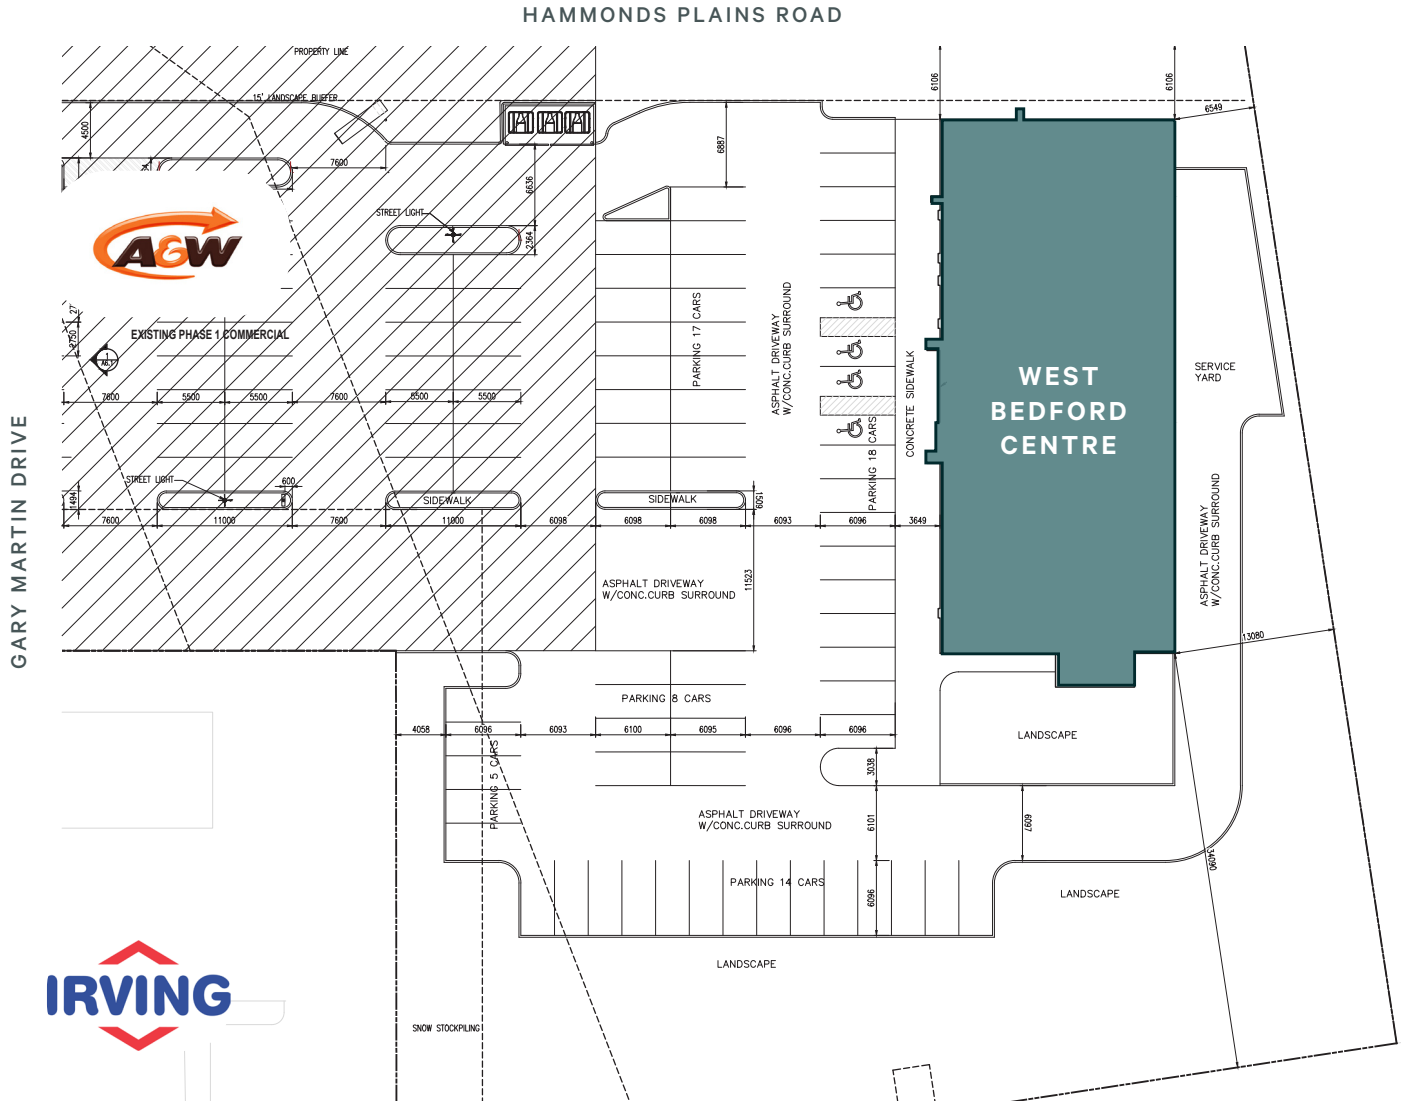 HAMMONDS PLAINS ROAD
PROPERTY LINE
6106
6106
15' LANDSCAPE BUFFER
6549
4500
6887
7600
6636
STREET LIGHT
2364
A&W
EXISTING PHASE 1 COMMERCIAL
2750
27
1
PARKING 17 CARS
ASPHALT DRIVEWAY
W/CONC.CURB SURROUND
CONCRETE SIDEWALK
WEST
BEDFORD
CENTRE
SERVICE
YARD
7600
5500
5500
7600
5500
5500
PARKING 18 CARS
GARY MARTIN DRIVE
STREET LIGHT
600
1494
SIDEWALK
SIDEWALK
7600
11000
7600
11000
6098
6098
6098
6093
6096
3649
ASPHALT DRIVEWAY
W/CONC.CURB SURROUND
11523
ASPHALT DRIVEWAY
W/CONC.CURB SURROUND
13080
PARKING 8 CARS
4058
6096
6093
6100
6095
6096
6096
LANDSCAPE
PARKING 5 CARS
3038
ASPHALT DRIVEWAY
W/CONC.CURB SURROUND
6101
6097
34090
PARKING 14 CARS
6096
LANDSCAPE
LANDSCAPE
IRVING
SNOW STOCKPILING